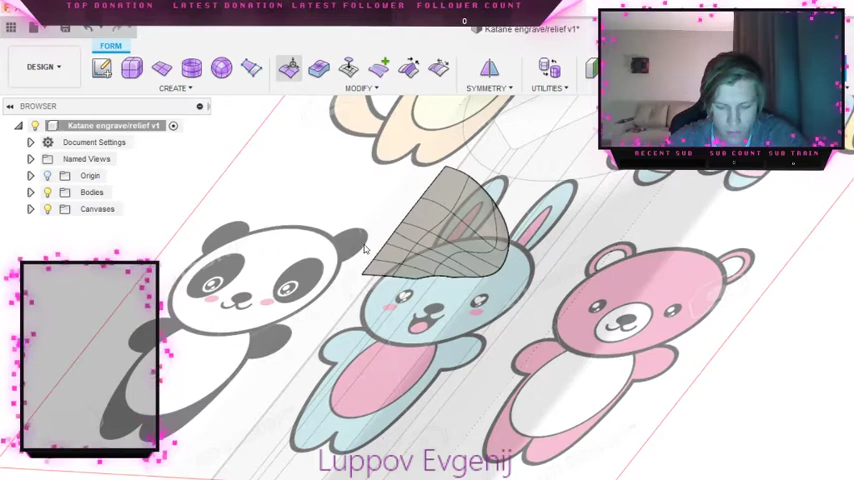 TOP DONATION LATEST DONATION LATEST FOLLOWER FOLLOWER COUNT
0
Katane engrave/relief v1*
FORM
DESIGN
CREATE
MODIFY
SYMMETRY
UTILITIES
BROWSER
Katane engrave/relief v1
Document Settings
Named Views
Origin
Bodies
Canvases
RECENT SUB SUB COUNT SUB TRAIN
Luppov Evgenij